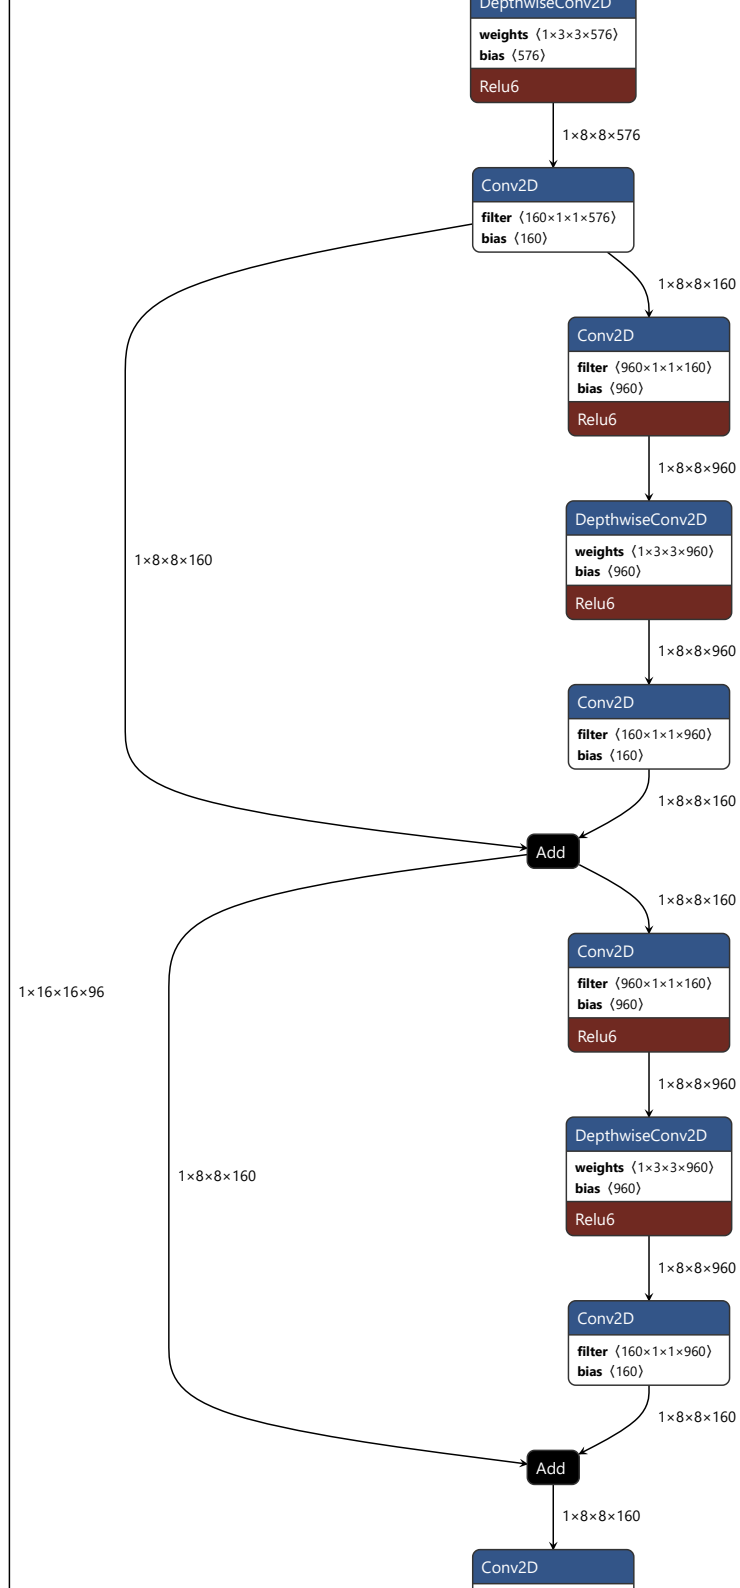 DepthwiseConv2D
weights ⟨1×3×3×576⟩
bias ⟨576⟩
Relu6
1×8×8×576
Conv2D
filter ⟨160×1×1×576⟩
bias ⟨160⟩
1×8×8×160
Conv2D
filter ⟨960×1×1×160⟩
bias ⟨960⟩
Relu6
1×8×8×960
DepthwiseConv2D
weights ⟨1×3×3×960⟩
1×8×8×160
bias ⟨960⟩
Relu6
1×8×8×960
Conv2D
filter ⟨160×1×1×960⟩
bias ⟨160⟩
1×8×8×160
Add
1×8×8×160
Conv2D
filter ⟨960×1×1×160⟩
1×16×16×96
bias ⟨960⟩
Relu6
1×8×8×960
DepthwiseConv2D
weights ⟨1×3×3×960⟩
1×8×8×160
bias ⟨960⟩
Relu6
1×8×8×960
Conv2D
filter ⟨160×1×1×960⟩
bias ⟨160⟩
1×8×8×160
Add
1×8×8×160
Conv2D